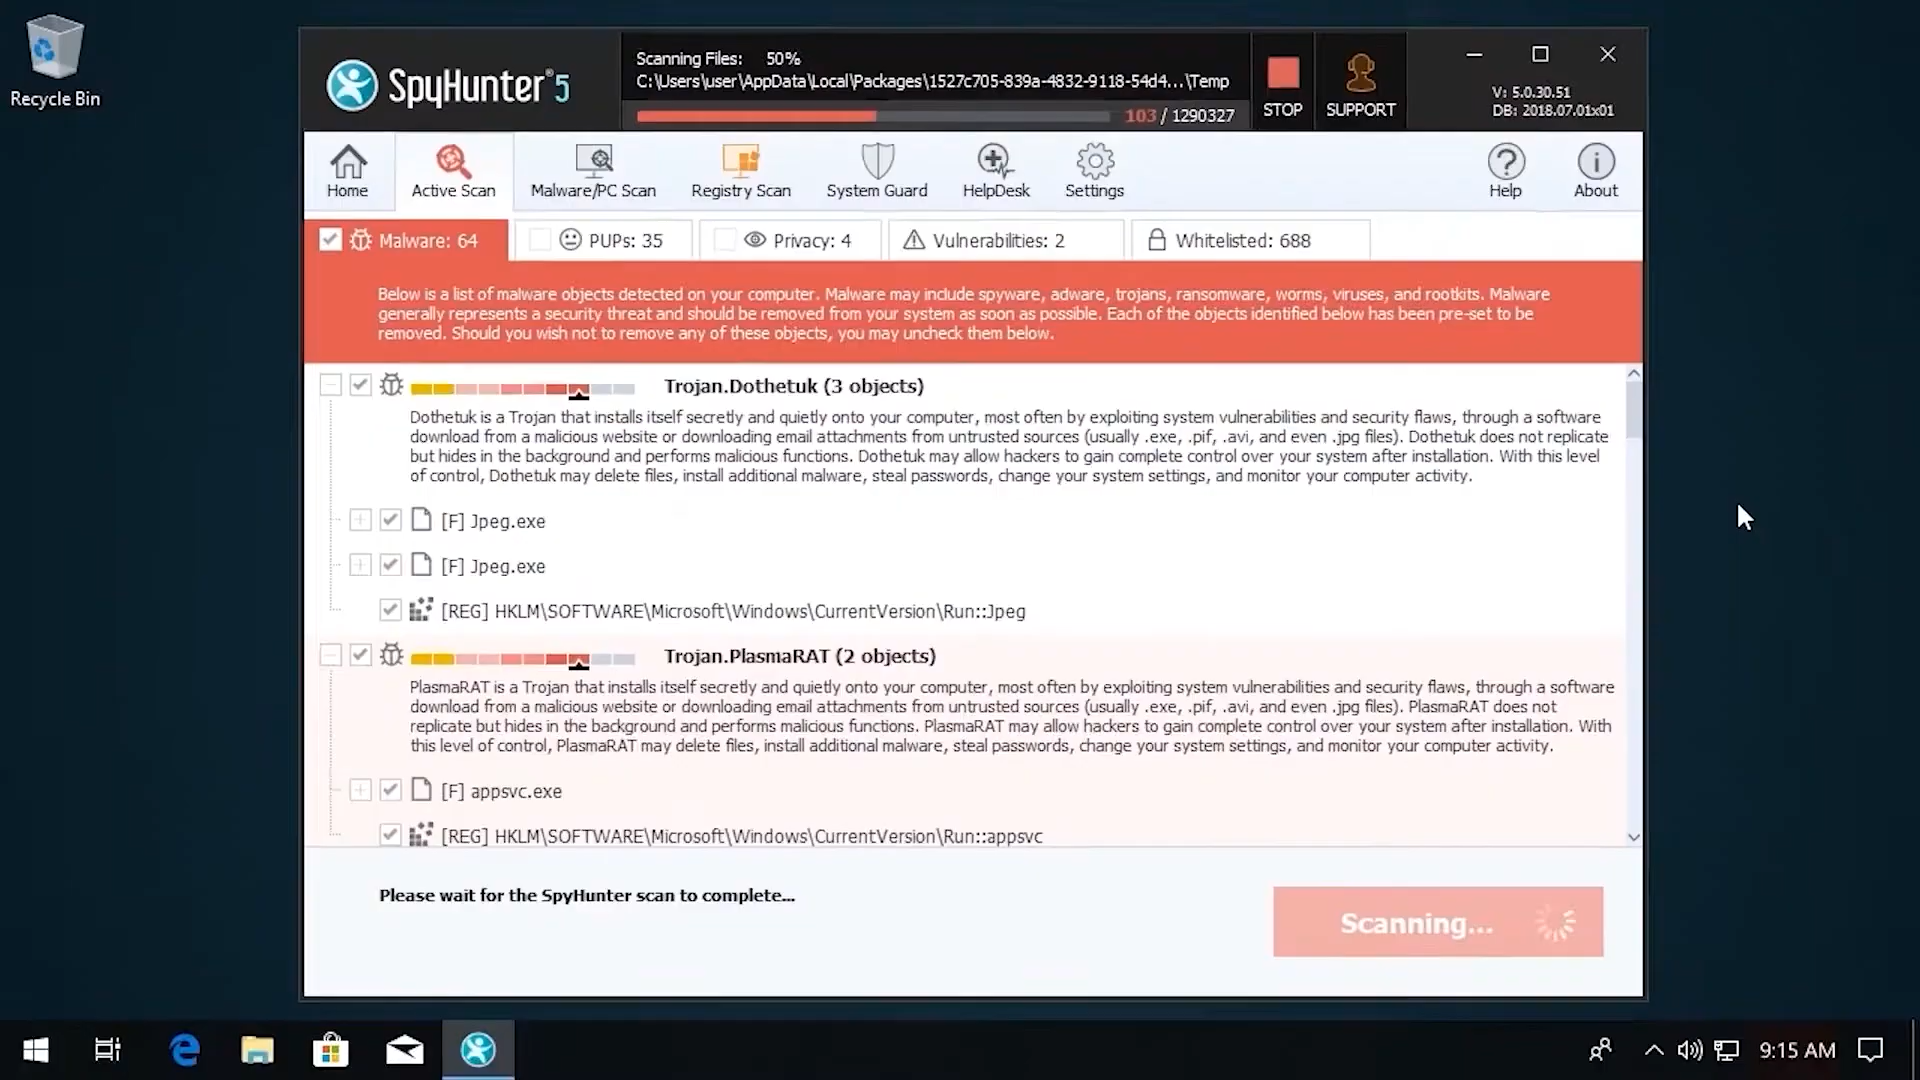 Recycle Bin
SpyHunter®5
Scanning Files: 50%
C:\Users\user\AppData\Local\Packages\1527c705-839a-4832-9118-54d4...\Temp
103 / 1290327
STOP
SUPPORT
V: 5.0.30.51
DB: 2018.07.01x01
Home
Active Scan
Malware/PC Scan
Registry Scan
System Guard
HelpDesk
Settings
Help
About
Malware: 64
PUPs: 35
Privacy: 4
Vulnerabilities: 2
Whitelisted: 688
Below is a list of malware objects detected on your computer. Malware may include spyware, adware, trojans, ransomware, worms, viruses, and rootkits. Malware
generally represents a security threat and should be removed from your system as soon as possible. Each of the objects identified below has been pre-set to be
removed. Should you wish not to remove any of these objects, you may uncheck them below.
Trojan.Dothetuk (3 objects)
Dothetuk is a Trojan that installs itself secretly and quietly onto your computer, most often by exploiting system vulnerabilities and security flaws, through a software
download from a malicious website or downloading email attachments from untrusted sources (usually .exe, .pif, .avi, and even .jpg files). Dothetuk does not replicate
but hides in the background and performs malicious functions. Dothetuk may allow hackers to gain complete control over your system after installation. With this level
of control, Dothetuk may delete files, install additional malware, steal passwords, change your system settings, and monitor your computer activity.
[F] Jpeg.exe
[F] Jpeg.exe
[REG] HKLM\SOFTWARE\Microsoft\Windows\CurrentVersion\Run::Jpeg
Trojan.PlasmaRAT (2 objects)
PlasmaRAT is a Trojan that installs itself secretly and quietly onto your computer, most often by exploiting system vulnerabilities and security flaws, through a software
download from a malicious website or downloading email attachments from untrusted sources (usually .exe, .pif, .avi, and even .jpg files). PlasmaRAT does not
replicate but hides in the background and performs malicious functions. PlasmaRAT may allow hackers to gain complete control over your system after installation. With
this level of control, PlasmaRAT may delete files, install additional malware, steal passwords, change your system settings, and monitor your computer activity.
[F] appsvc.exe
[REG] HKLM\SOFTWARE\Microsoft\Windows\CurrentVersion\Run::appsvc
Please wait for the SpyHunter scan to complete...
Scanning...
9:15 AM